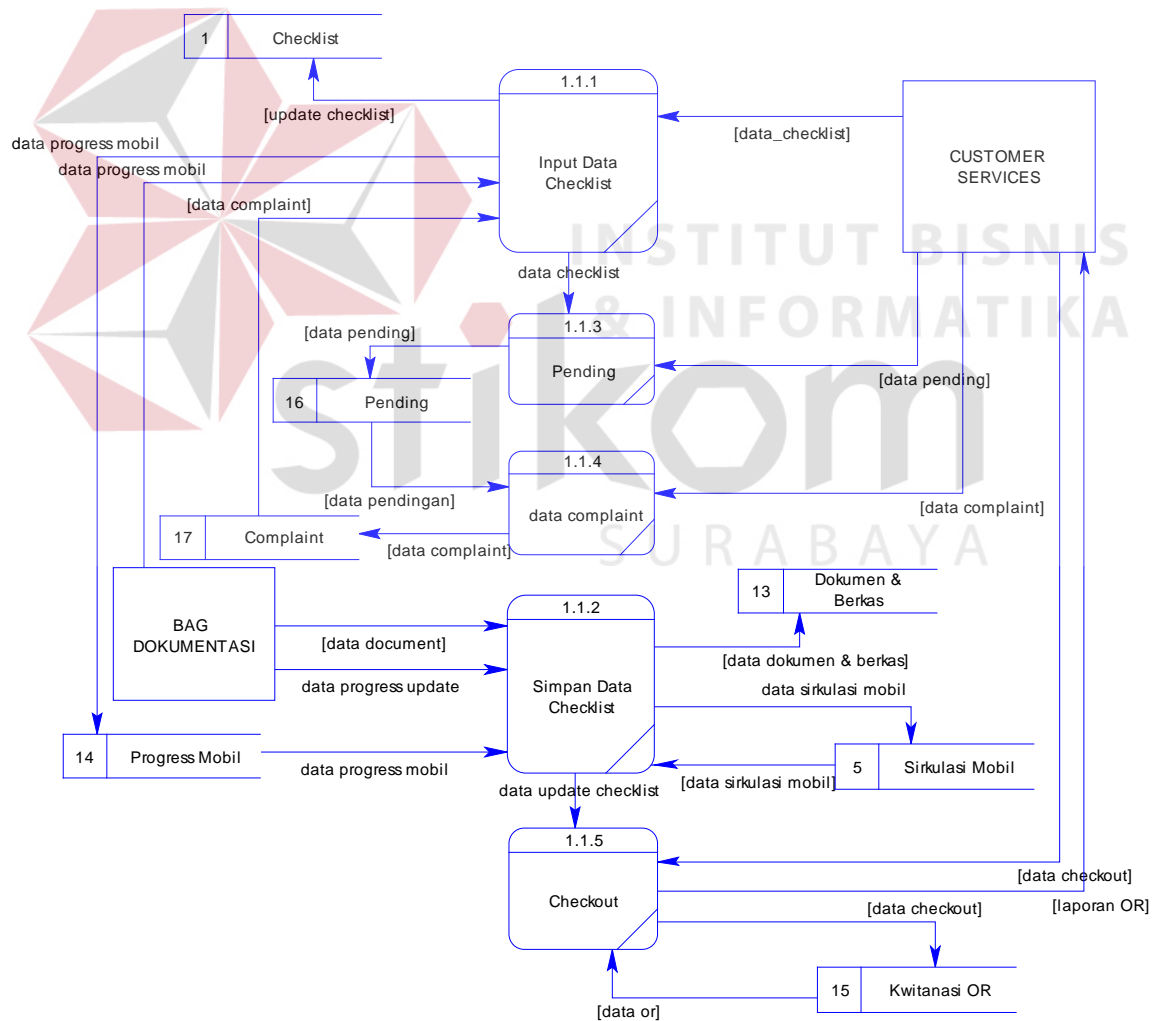 1 Checklist
1.1.1
[update checklist]
[data_checklist]
data progress mobil
data progress mobil
Input Data
Checklist
CUSTOMER
SERVICES
[data complaint]
INSTITUT BISNIS
& INFORMATIKA
data checklist
1.1.3
[data pending]
Pending
[data pending]
16 Pending
stikom
1.1.4
[data pendingan]
data complaint
[data complaint]
17 Complaint
[data complaint]
SURABAYA
13 Dokumen &
Berkas
1.1.2
BAG
DOKUMENTASI
[data document]
[data dokumen & berkas]
data progress update
Simpan Data
Checklist
data sirkulasi mobil
14 Progress Mobil
data progress mobil
5 Sirkulasi Mobil
[data sirkulasi mobil]
data update checklist
1.1.5
[data checkout]
Checkout
[data checkout]
[laporan OR]
15 Kwitanasi OR
[data or]